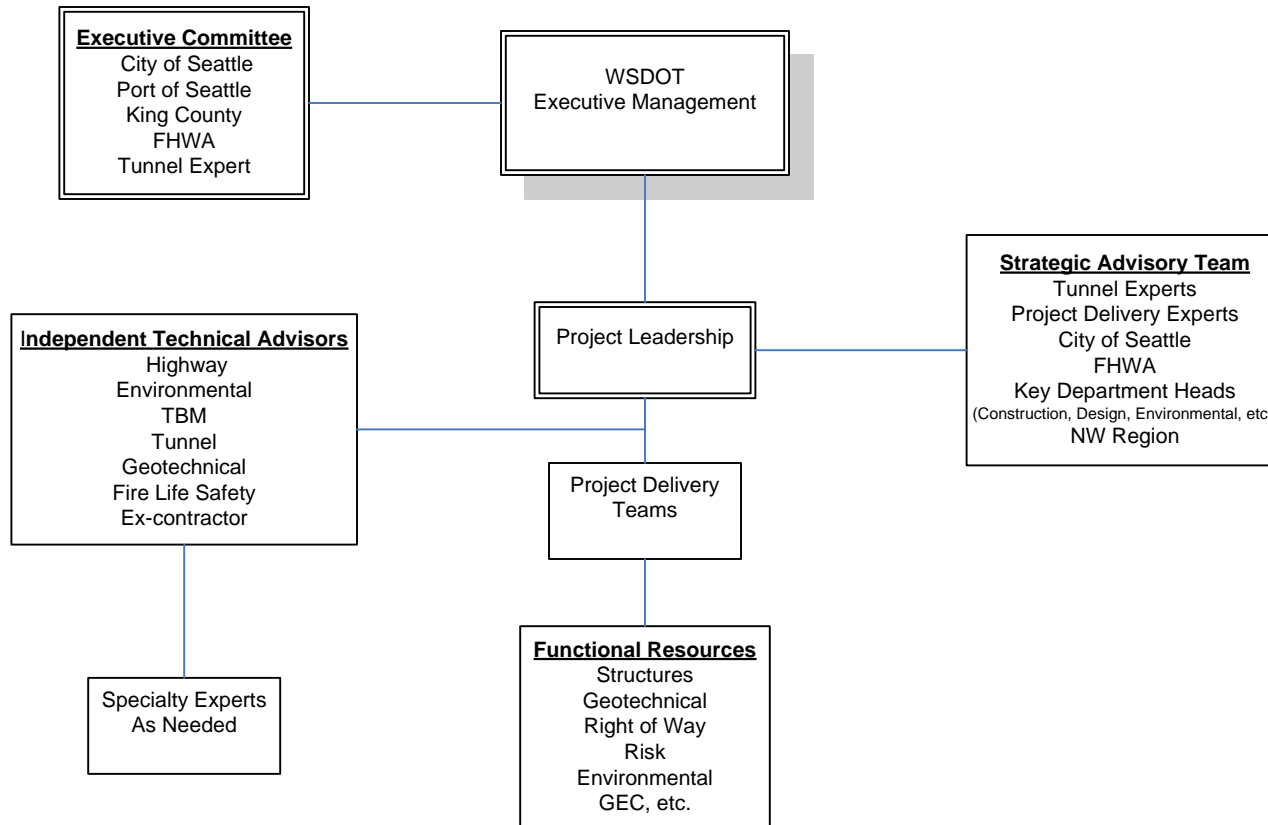 Executive Committee
City of Seattle
Port of Seattle
King County
FHWA
Tunnel Expert
WSDOT
Executive Management
Strategic Advisory Team
Tunnel Experts
Project Delivery Experts
City of Seattle
FHWA
Key Department Heads
(Construction, Design, Environmental, etc
NW Region
Project Leadership
Independent Technical Advisors
Highway
Environmental
TBM
Tunnel
Geotechnical
Fire Life Safety
Ex-contractor
Project Delivery
Teams
Functional Resources
Structures
Geotechnical
Right of Way
Risk
Environmental
GEC, etc.
Specialty Experts
As Needed